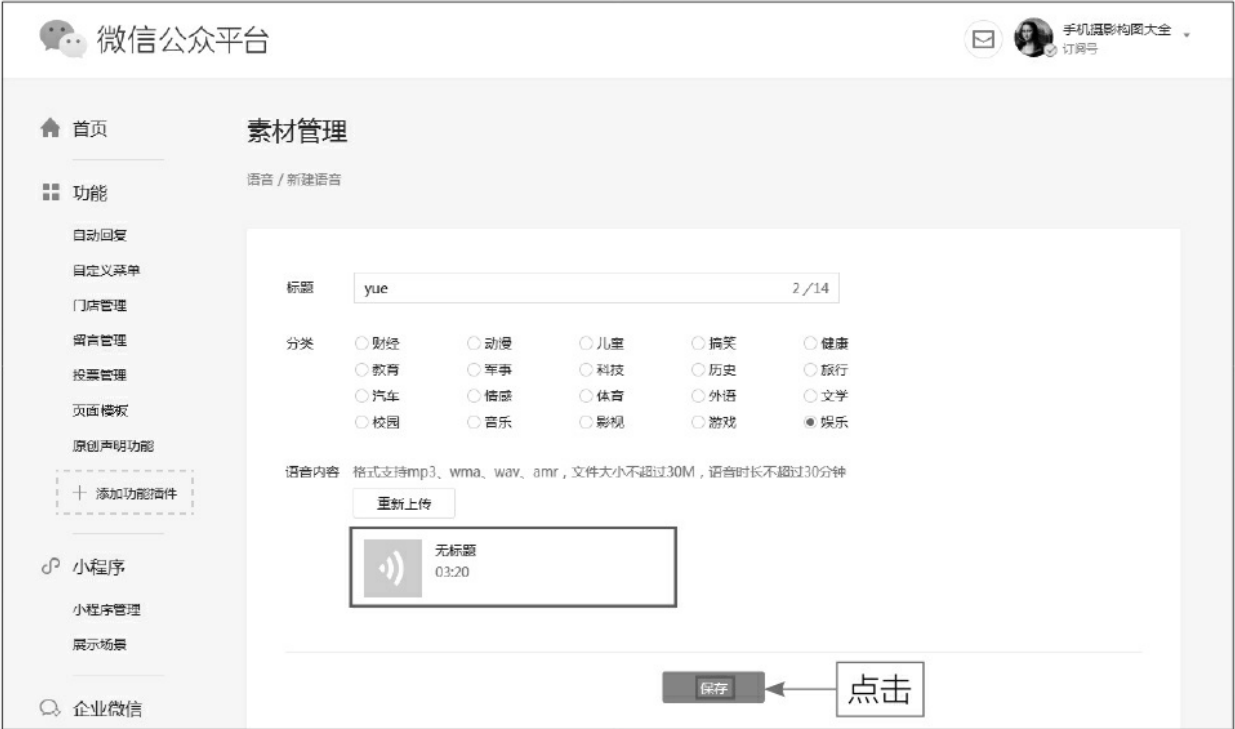 微信公众平台
手机摄影构图大全
订阅号
首页
功能
自动回复
自定义菜单
门店管理
留言管理
投票管理
页面模板
原创声明功能
添加功能插件
小程序
小程序管理
展示场景
企业微信
素材管理
语音 / 新建语音
标题 yue 2/14
分类 财经 动漫 儿童 搞笑 健康
教育 军事 科技 历史 旅行
汽车 情感 体育 外语 文学
校园 音乐 影视 游戏 娱乐
语音内容 格式支持mp3、wma、wav、amr，文件大小不超过30M，语音时长不超过30分钟
重新上传
无标题
03:20
保存 点击